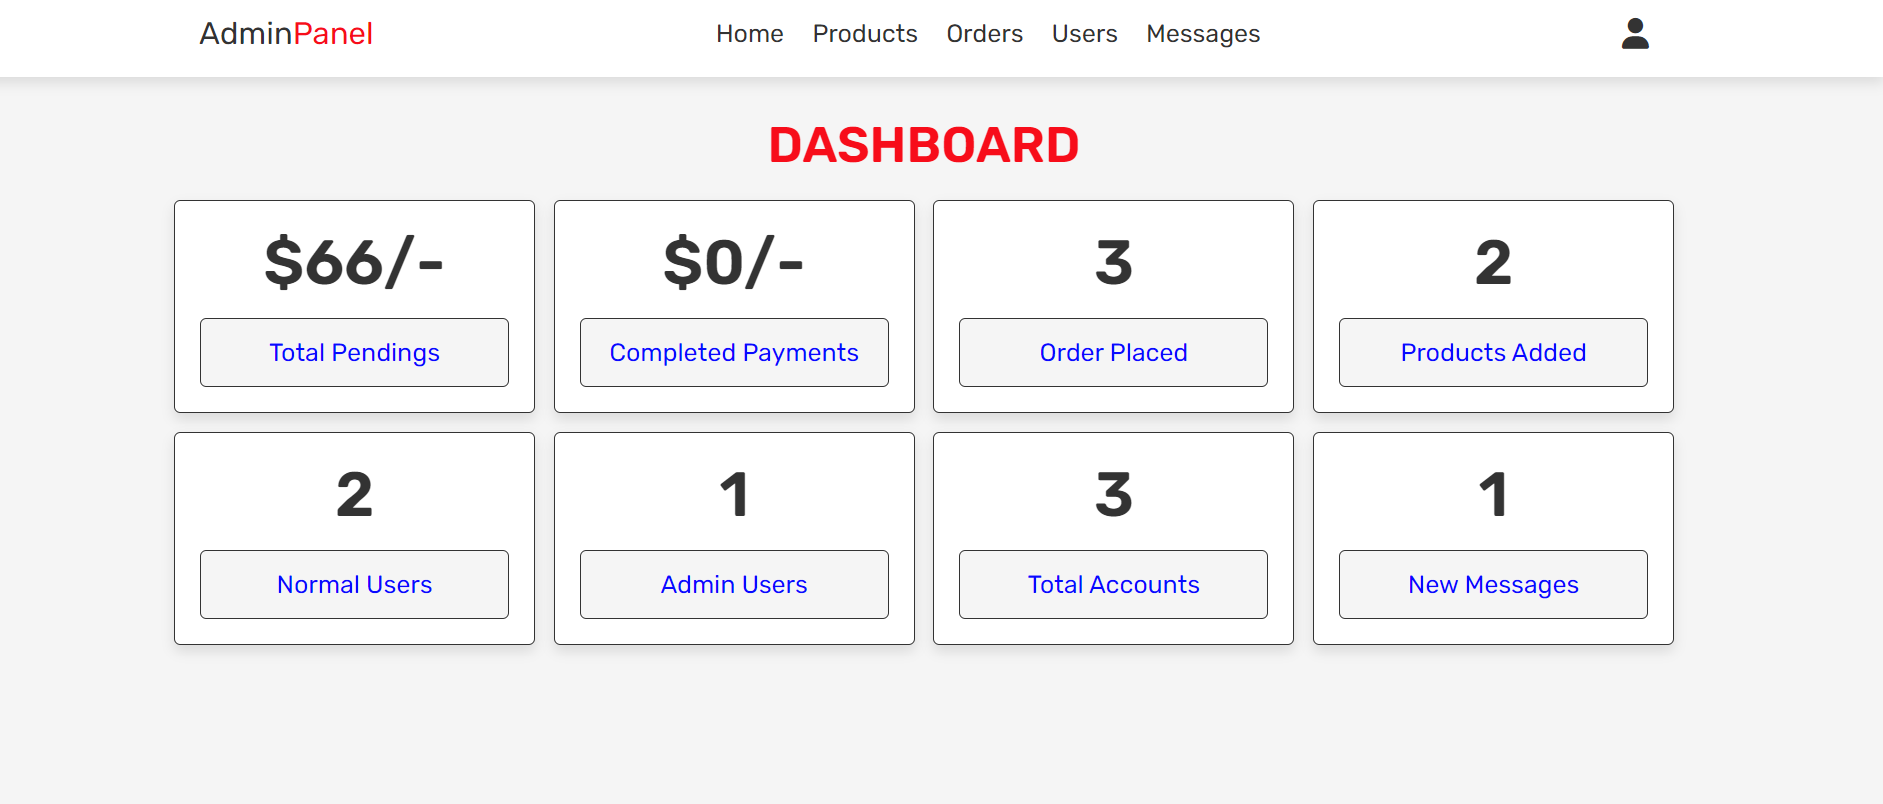 AdminPanel Home Products Orders Users Messages
DASHBOARD
$66/- $0/- 3 2
Total Pendings Completed Payments Order Placed Products Added
2 1 3 1
Normal Users Admin Users Total Accounts New Messages